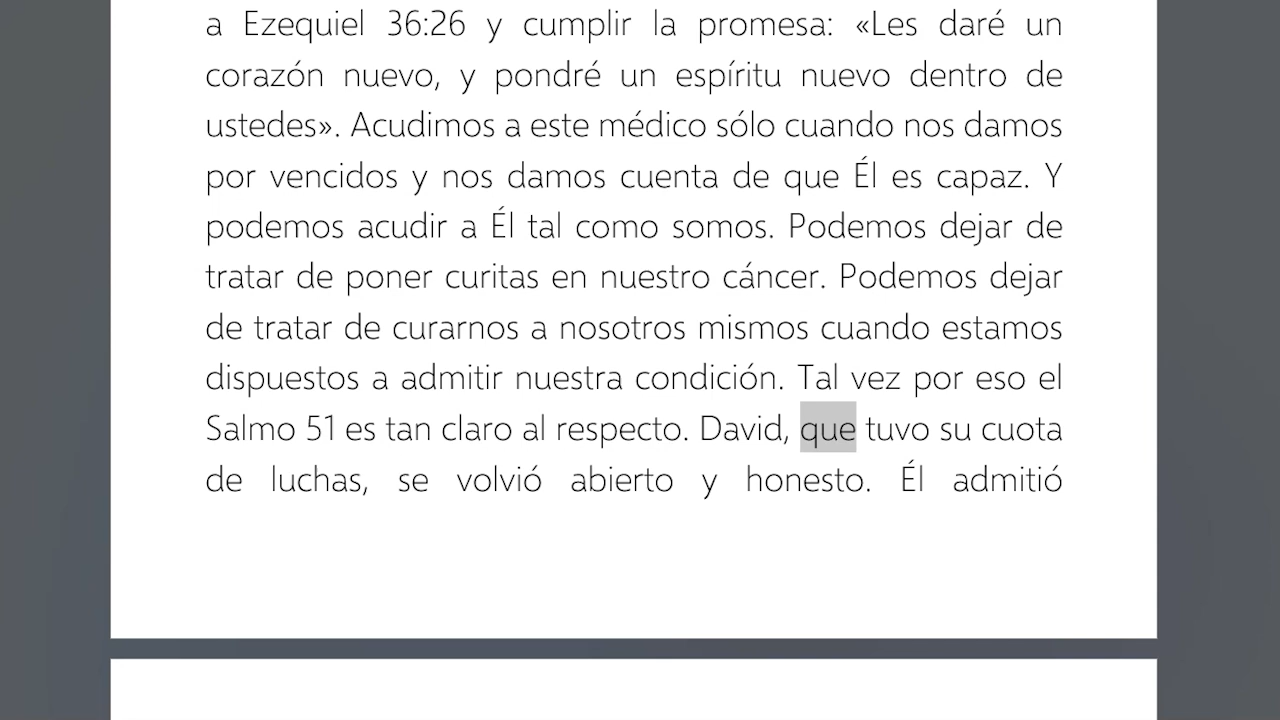 a Ezequiel 36:26 y cumplir la promesa: «Les daré un
corazón nuevo, y pondré un espíritu nuevo dentro de
ustedes». Acudimos a este médico sólo cuando nos damos
por vencidos y nos damos cuenta de que Él es capaz. Y
podemos acudir a Él tal como somos. Podemos dejar de
tratar de poner curitas en nuestro cáncer. Podemos dejar
de tratar de curarnos a nosotros mismos cuando estamos
dispuestos a admitir nuestra condición. Tal vez por eso el
Salmo 51 es tan claro al respecto. David, que tuvo su cuota
de luchas, se volvió abierto y honesto. Él admitió